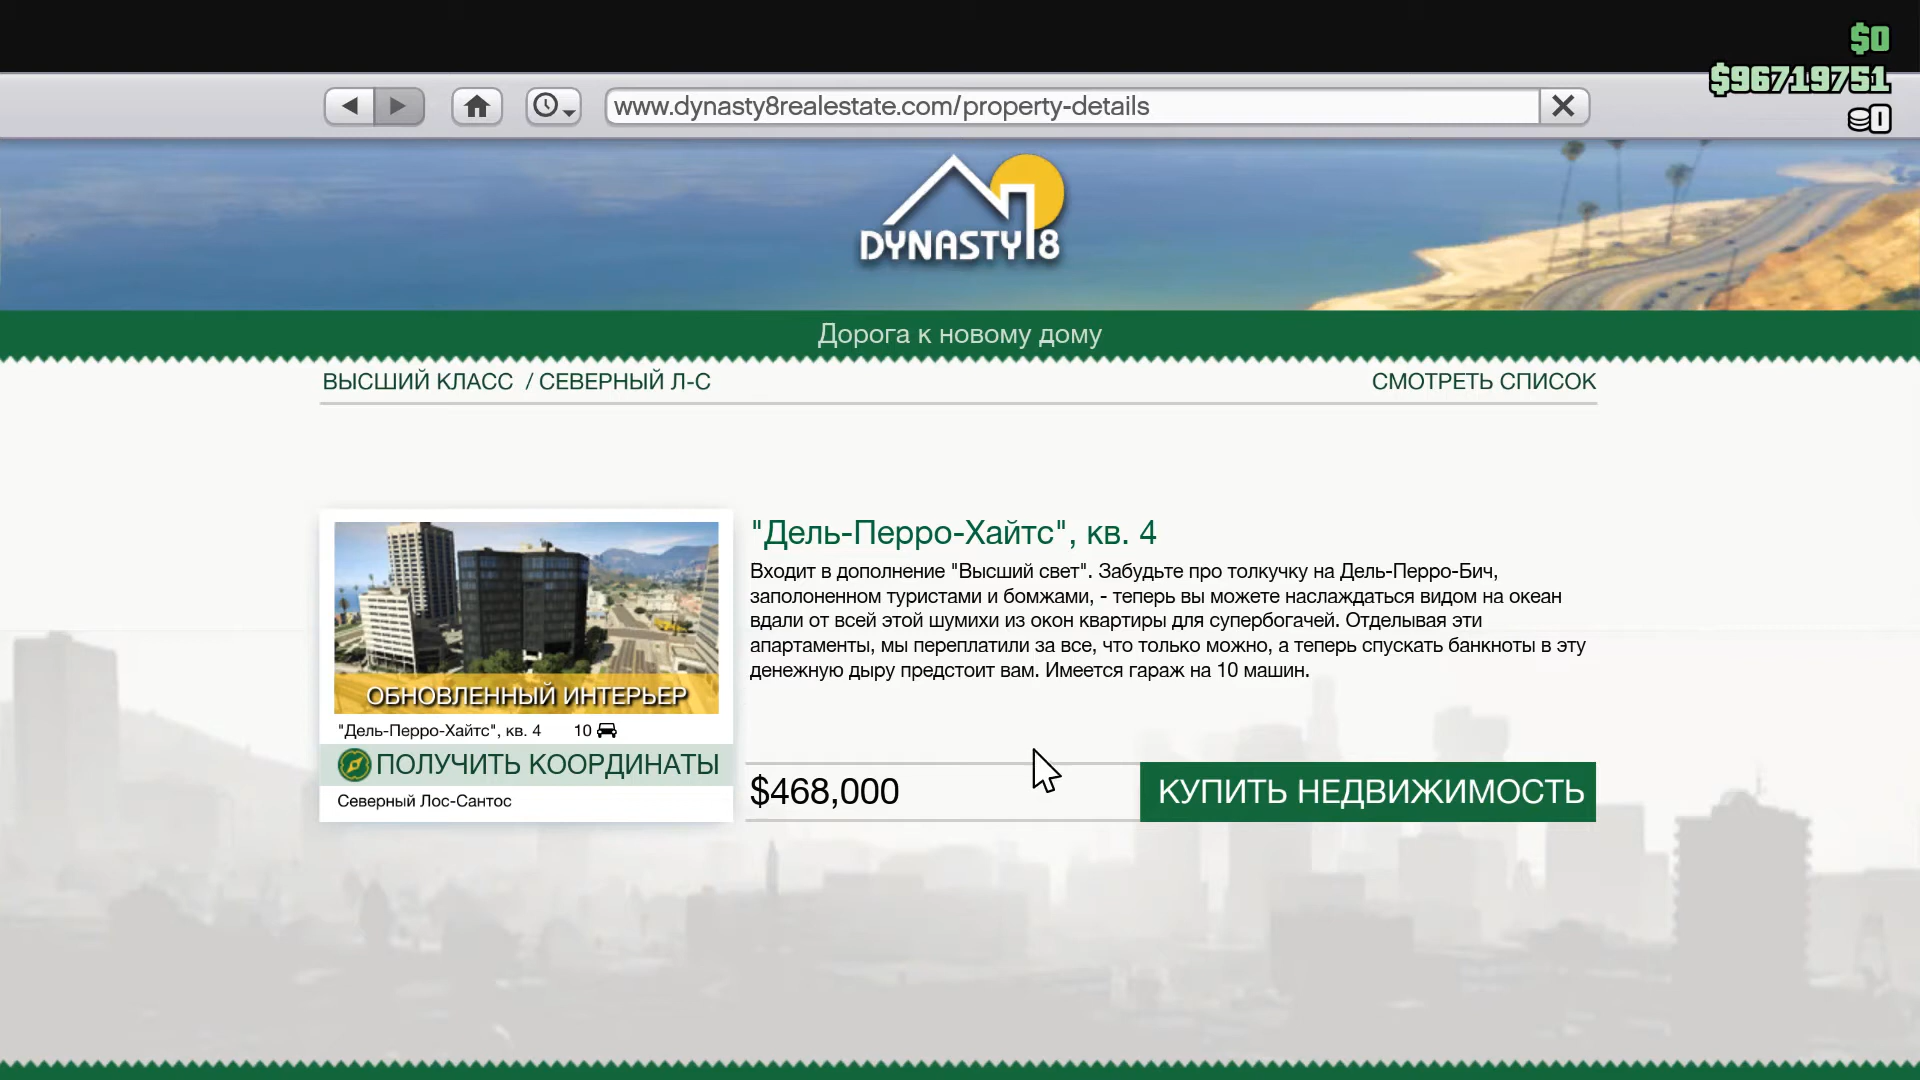 $0
$96719751
1
www.dynasty8realestate.com/property-details
DYNASTY 8
Дорога к новому дому
ВЫСШИЙ КЛАСС / СЕВЕРНЫЙ Л-С
СМОТРЕТЬ СПИСОК
"Дель-Перро-Хайтс", кв. 4
Входит в дополнение "Высший свет". Забудьте про толкучку на Дель-Перро-Бич,
заполоненном туристами и бомжами, - теперь вы можете наслаждаться видом на океан
вдали от всей этой шумихи из окон квартиры для супербогачей. Отделывая эти
апартаменты, мы переплатили за все, что только можно, а теперь спускать банкноты в эту
денежную дыру предстоит вам. Имеется гараж на 10 машин.
ОБНОВЛЕННЫЙ ИНТЕРЬЕР
"Дель-Перро-Хайтс", кв. 4 10
ПОЛУЧИТЬ КООРДИНАТЫ
Северный Лос-Сантос
$468,000
КУПИТЬ НЕДВИЖИМОСТЬ